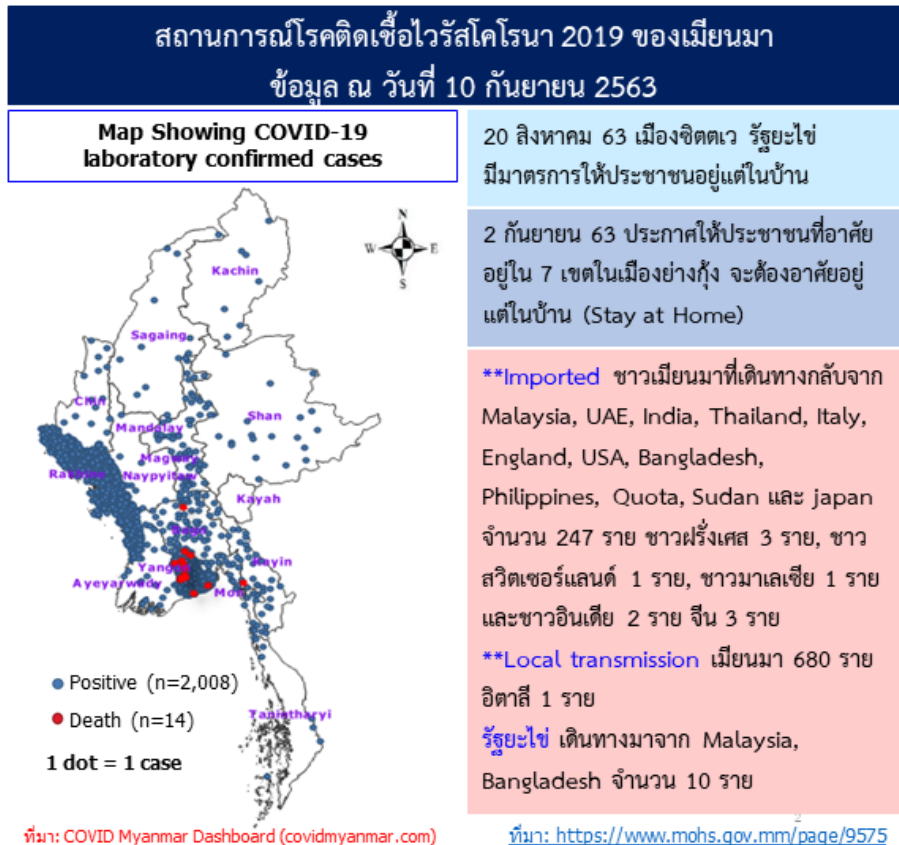 สถานการณ์โรคติดเชื้อไวรัสโคโรนา 2019 ของเมียนมา
ข้อมูล ณ วันที่ 10 กันยายน 2563
Map Showing COVID-19
laboratory confirmed cases
N
W
E
S
Kachin
Sagaing
Chin
Shan
Mandalay
Magway
Rakhine
Naypyitaw
Kayah
Bago
Kayin
Yangon
Ayeyarwady
Mon
Tanintharyi
Positive (n=2,008)
Death (n=14)
1 dot = 1 case
ที่มา: COVID Myanmar Dashboard (covidmyanmar.com)
20 สิงหาคม 63 เมืองซิตตเว รัฐยะไข่
มีมาตรการให้ประชาชนอยู่แต่ในบ้าน
2 กันยายน 63 ประกาศให้ประชาชนที่อาศัย
อยู่ใน 7 เขตในเมืองย่างกุ้ง จะต้องอาศัยอยู่
แต่ในบ้าน (Stay at Home)
**Imported ชาวเมียนมาที่เดินทางกลับจาก
Malaysia, UAE, India, Thailand, Italy,
England, USA, Bangladesh,
Philippines, Quota, Sudan และ japan
จำนวน 247 ราย ชาวฝรั่งเศส 3 ราย, ชาว
สวิตเซอร์แลนด์ 1 ราย, ชาวมาเลเซีย 1 ราย
และชาวอินเดีย 2 ราย จีน 3 ราย
**Local transmission เมียนมา 680 ราย
อิตาลี 1 ราย
รัฐยะไข่ เดินทางมาจาก Malaysia,
Bangladesh จำนวน 10 ราย
2
ที่มา: https://www.mohs.gov.mm/page/9575